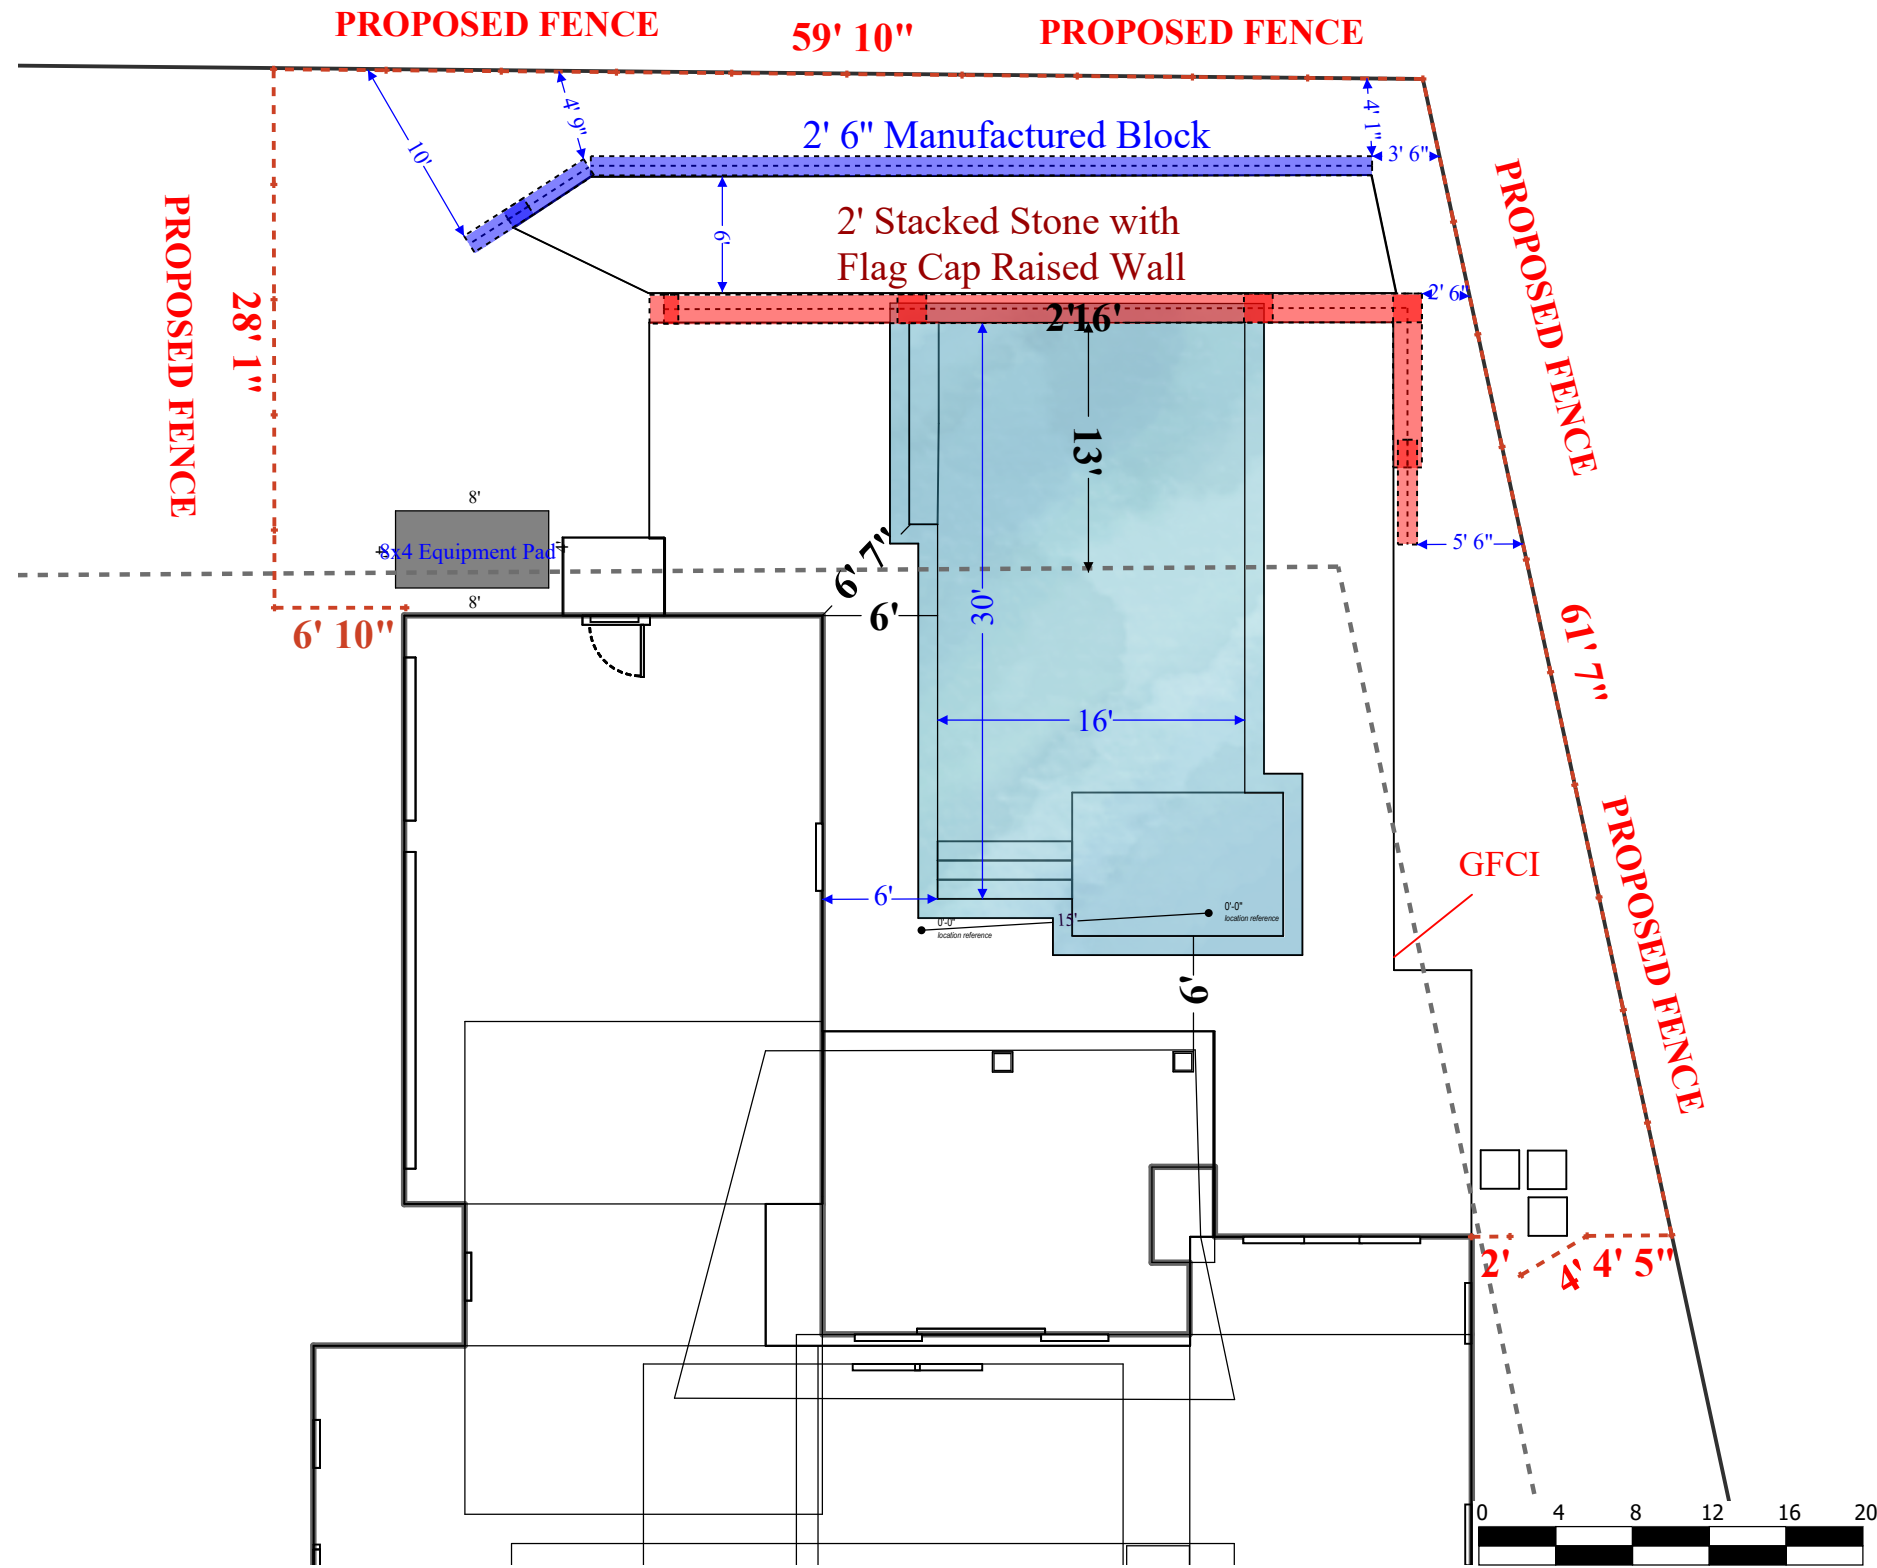 PROPOSED FENCE
59' 10"
PROPOSED FENCE
10'
4' 9"
2' 6" Manufactured Block
4' 1"
3' 6"
PROPOSED FENCE
28' 1"
6'
2' Stacked Stone with
Flag Cap Raised Wall
2' 6"
PROPOSED FENCE
2'
16'
13'
8'
4'
8x4 Equipment Pad
4'
8'
6' 7"
5' 6"
6' 10"
6'
30'
61' 7"
16'
PROPOSED FENCE
GFCI
6'
0'-0"
location reference
15'
0'-0"
location reference
6'
2'
4'
4' 5"
0 4 8 12 16 20